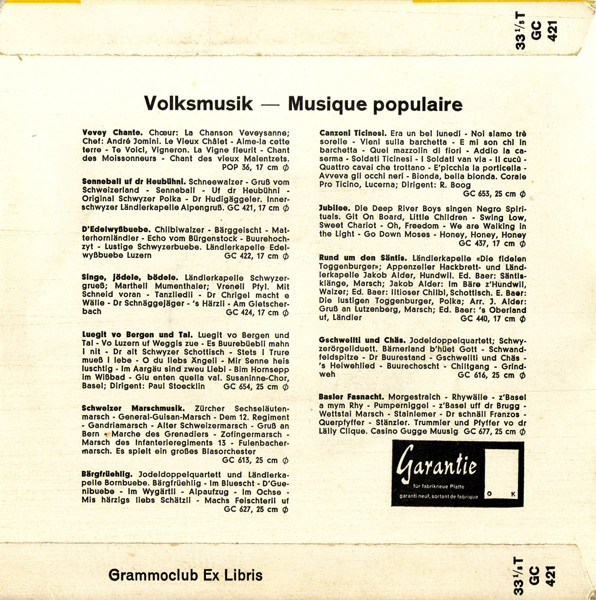 33⅓ T
GC
421
Volksmusik — Musique populaire
Vevey Chante. Chœur: La Chanson Veveysanne;
Chef: André Jomini. Le Vieux Châlet - Aime-la cette
terre - Te Voici, Vigneron. La Vigne fleurit - Chant
des Moissonneurs - Chant des vieux Malentzets.
POP 36, 17 cm ⌀
Senneball uf dr Heubühni. Schneewalzer - Gruß vom
Schweizerland - Senneball - Uf dr Heubühni -
Original Schwyzer Polka - Dr Hudigäggeler. Inner-
schwyzer Ländlerkapelle Alpengruß. GC 421, 17 cm ⌀
D'Edelwyßbuebe. Chilbiwalzer - Bärggeischt - Mat-
terhornländler - Echo vom Bürgenstock - Buurehoch-
zyt - Lustige Schwyzerbuebe. Ländlerkapelle Edel-
wyßbuebe Luzern GC 422, 17 cm ⌀
Singe, jödele, bödele. Ländlerkapelle Schwyzer-
grueß; Marthell Mumenthaler; Vreneli Pfyl. Mit
Schneid voran - Tanzliedli - Dr Chrigel macht e
Wälle - Dr Schnäggejäger - 's Härzli - Am Gletscher-
bach GC 424, 17 cm ⌀
Luegit vo Bergen und Tal. Luegit vo Bergen und
Tal - Vo Luzern uf Weggis zue - Es Buurebüebli mahn
i nit - Dr alt Schwyzer Schottisch - Stets i Trure
mueß i lebe - O du liebs Ängeli - Mir Senne heis
luschtig - Im Aargäu sind zweu Liebi - Bim Hornsepp
im Wißbad - Giu enten quella val. Susaninne-Chor,
Basel; Dirigent: Paul Stoecklin GC 654, 25 cm ⌀
Schweizer Marschmusik. Zürcher Sechseläuten-
marsch - General-Guisan-Marsch - Dem 12. Regiment
- Gandriamarsch - Alter Schweizermarsch - Gruß an
Bern - Marche des Grenadiers - Zofingermarsch -
Marsch des Infanterieregiments 13 - Fulenbacher-
marsch. Es spielt ein großes Blasorchester
GC 613, 25 cm ⌀
Bärgfrüehlig. Jodeldoppelquartett und Ländlerka-
pelle Bornbuebe. Bärgfrüehlig - Im Bluescht - D'Gue-
nibuebe - Im Wygärtli - Alpaufzug - Im Ochse -
Mis härzigs liebs Schätzli - Machs Feischterli uf
GC 627, 25 cm ⌀
Canzoni Ticinesi. Era un bel lunedi - Noi siamo trè
sorelle - Vieni sulla barchetta - E mi son chi in
barchetta - Quel mazzolin di fiori - Addio la ca-
serma - Soldati Ticinesi - I Soldati van via - Il cucù -
Quattro cavai che trottano - E'picchia la porticella -
Avveva gli occhi neri - Bionda, bella bionda. Corale
Pro Ticino, Lucerna; Dirigent: R. Boog
GC 653, 25 cm ⌀
Jubilee. Die Deep River Boys singen Negro Spiri-
tuals. Git On Board, Little Children - Swing Low,
Sweet Chariot - Oh, Freedom - We are Walking in
the Light - Go Down Moses - Honey, Honey, Honey
GC 437, 17 cm ⌀
Rund um den Säntis. Ländlerkapelle «Die fidelen
Toggenburger»; Appenzeller Hackbrett- und Länd-
lerkapelle Jakob Alder, Hundwil. Ed. Baer: Säntis-
klänge, Marsch; Jakob Alder: Im Bäre z'Hundwil,
Walzer; Ed. Baer: Iltioser Chilbi, Schottisch. E. Baer:
Die lustigen Toggenburger, Polka; Arr. J. Alder:
Gruß an Lutzenberg, Marsch; Ed. Baer: 's Oberland
uf, Ländler GC 440, 17 cm ⌀
Gschwellti und Chäs. Jodeldoppelquartett; Schwy-
zerörgeliduett. Bärnerland b'hüet Gott - Schwand-
feldspitze - Dr Buurestand - Gschwellti und Chäs -
's Heiwehlied - Buurechoscht - Chlitgang - Grind-
weh GC 616, 25 cm ⌀
Basler Fasnacht. Morgestraich - Rhywälle - z'Basel
a mym Rhy - Pumperniggel - z'Basel uff dr Brugg -
Wettstai Marsch - Stainlemer - Dr schnäll Franzos -
Querpfyffer - Stänzler. Trummler und Pfyffer vo dr
Lälly Clique. Casino Gugge Muusig GC 677, 25 cm ⌀
Garantie
für fabrikneue Platte
garanti neuf, sortant de fabrique
O K
Grammoclub Ex Libris
33⅓ T
GC
421